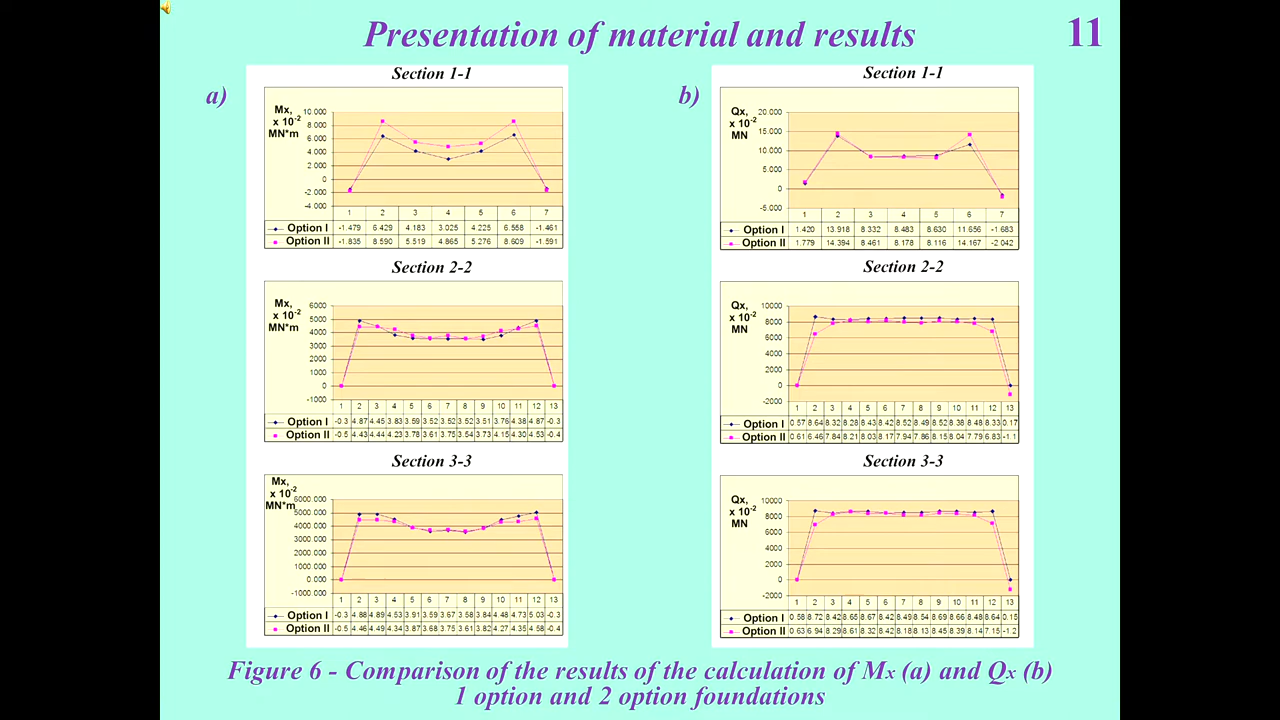 Presentation of material and results
11
a)
Section 1-1
Mx,
x 10-2
MN*m
10.000
8.000
6.000
4.000
2.000
0
-2.000
-4.000
1 2 3 4 5 6 7
Option I -1.479 6.429 4.183 3.025 4.225 6.558 -1.461
Option II -1.835 8.590 5.519 4.865 5.276 8.609 -1.591
Section 2-2
Mx,
x 10-2
MN*m
6000
5000
4000
3000
2000
1000
0
-1000
1 2 3 4 5 6 7 8 9 10 11 12 13
Option I -0.3 4.87 4.45 3.83 3.59 3.52 3.52 3.52 3.51 3.76 4.38 4.87 -0.3
Option II -0.5 4.43 4.44 4.23 3.78 3.61 3.75 3.54 3.73 4.15 4.30 4.53 -0.4
Section 3-3
Mx,
x 10-2
MN*m
6000.000
5000.000
4000.000
3000.000
2000.000
1000.000
0.000
-1000.000
1 2 3 4 5 6 7 8 9 10 11 12 13
Option I -0.3 4.88 4.89 4.53 3.91 3.59 3.67 3.58 3.84 4.48 4.73 5.03 -0.3
Option II -0.5 4.46 4.49 4.34 3.87 3.68 3.75 3.61 3.82 4.27 4.35 4.58 -0.4
b)
Section 1-1
Qx,
x 10-2
MN
20.000
15.000
10.000
5.000
0
-5.000
1 2 3 4 5 6 7
Option I 1.420 13.918 8.332 8.483 8.630 11.656 -1.683
Option II 1.779 14.394 8.461 8.178 8.116 14.167 -2.042
Section 2-2
Qx,
x 10-2
MN
10000
8000
6000
4000
2000
0
-2000
1 2 3 4 5 6 7 8 9 10 11 12 13
Option I 0.57 8.64 8.32 8.28 8.43 8.42 8.52 8.49 8.52 8.38 8.48 8.33 0.17
Option II 0.61 6.46 7.84 8.21 8.03 8.17 7.94 7.86 8.15 8.04 7.79 6.83 -1.1
Section 3-3
Qx,
x 10-2
MN
10000
8000
6000
4000
2000
0
-2000
1 2 3 4 5 6 7 8 9 10 11 12 13
Option I 0.58 8.72 8.42 8.65 8.67 8.42 8.49 8.54 8.69 8.66 8.48 8.64 0.15
Option II 0.63 6.94 8.29 8.61 8.32 8.42 8.18 8.13 8.45 8.39 8.14 7.15 -1.2
Figure 6 - Comparison of the results of the calculation of Mx (a) and Qx (b)
1 option and 2 option foundations